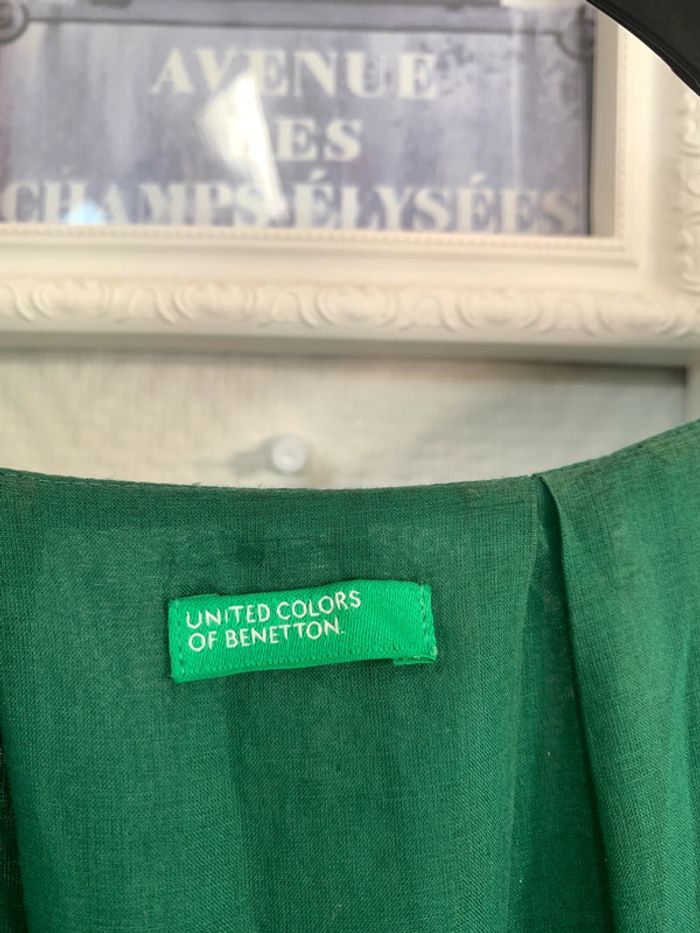 AVENUE
DES
CHAMPS-ÉLYSÉES
UNITED COLORS
OF BENETTON.